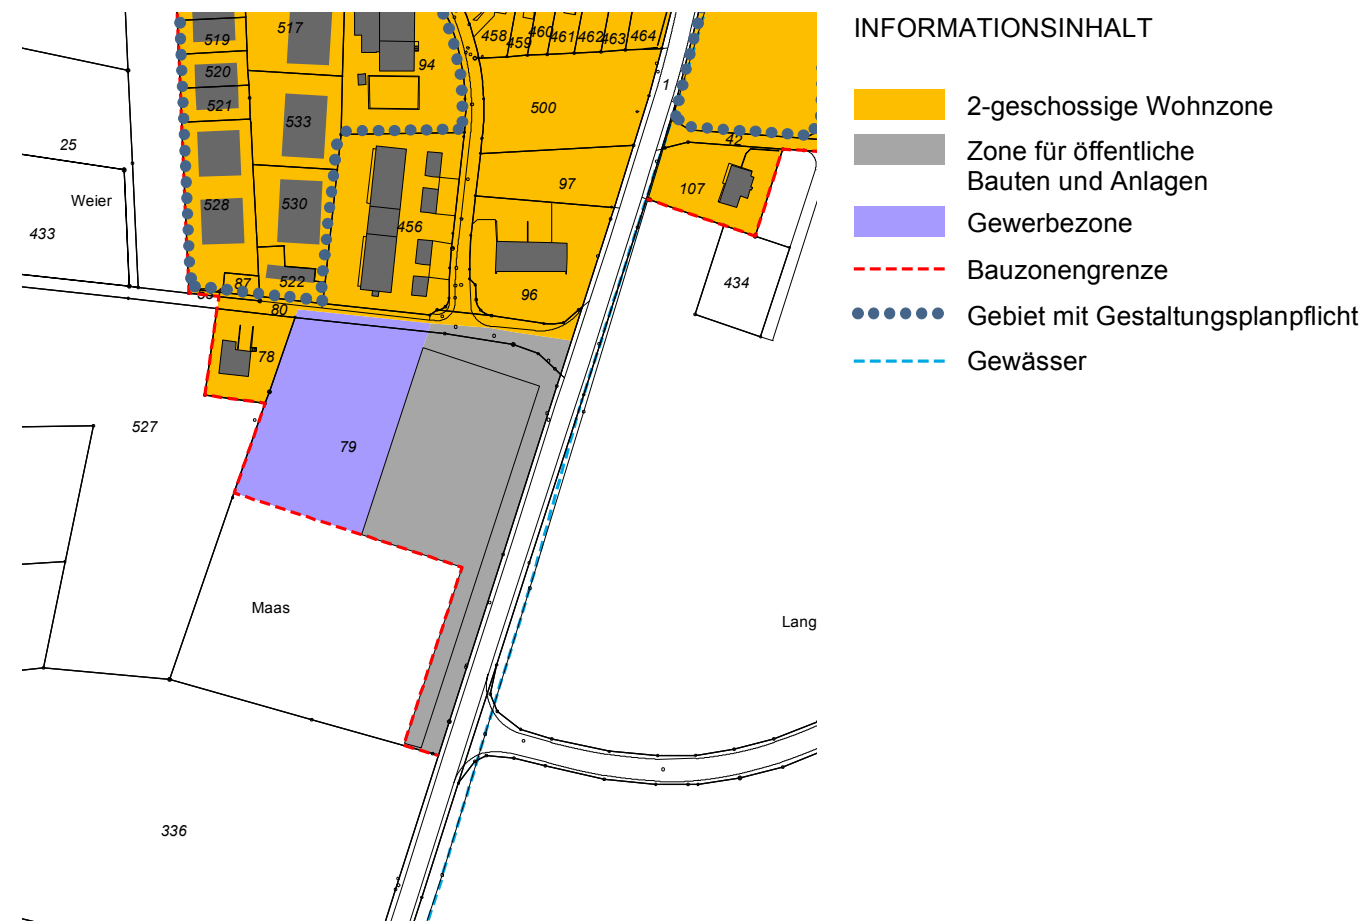 INFORMATIONSINHALT
2-geschossige Wohnzone
Zone für öffentliche
Bauten und Anlagen
Gewerbezone
Bauzonengrenze
Gebiet mit Gestaltungsplanpflicht
Gewässer
519
517
520
521
94
458
459
460
461
462
463
464
1
500
533
25
42
97
107
Weier
528
530
456
433
434
87
522
96
80
78
527
79
Maas
Lang
336